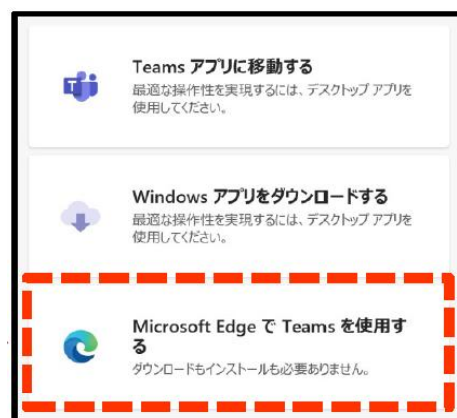 Teams アプリに移動する
最適な操作性を実現するには、デスクトップ アプリを
使用してください。
Windows アプリをダウンロードする
最適な操作性を実現するには、デスクトップ アプリを
使用してください。
Microsoft Edge で Teams を使用す
る
ダウンロードもインストールも必要ありません。